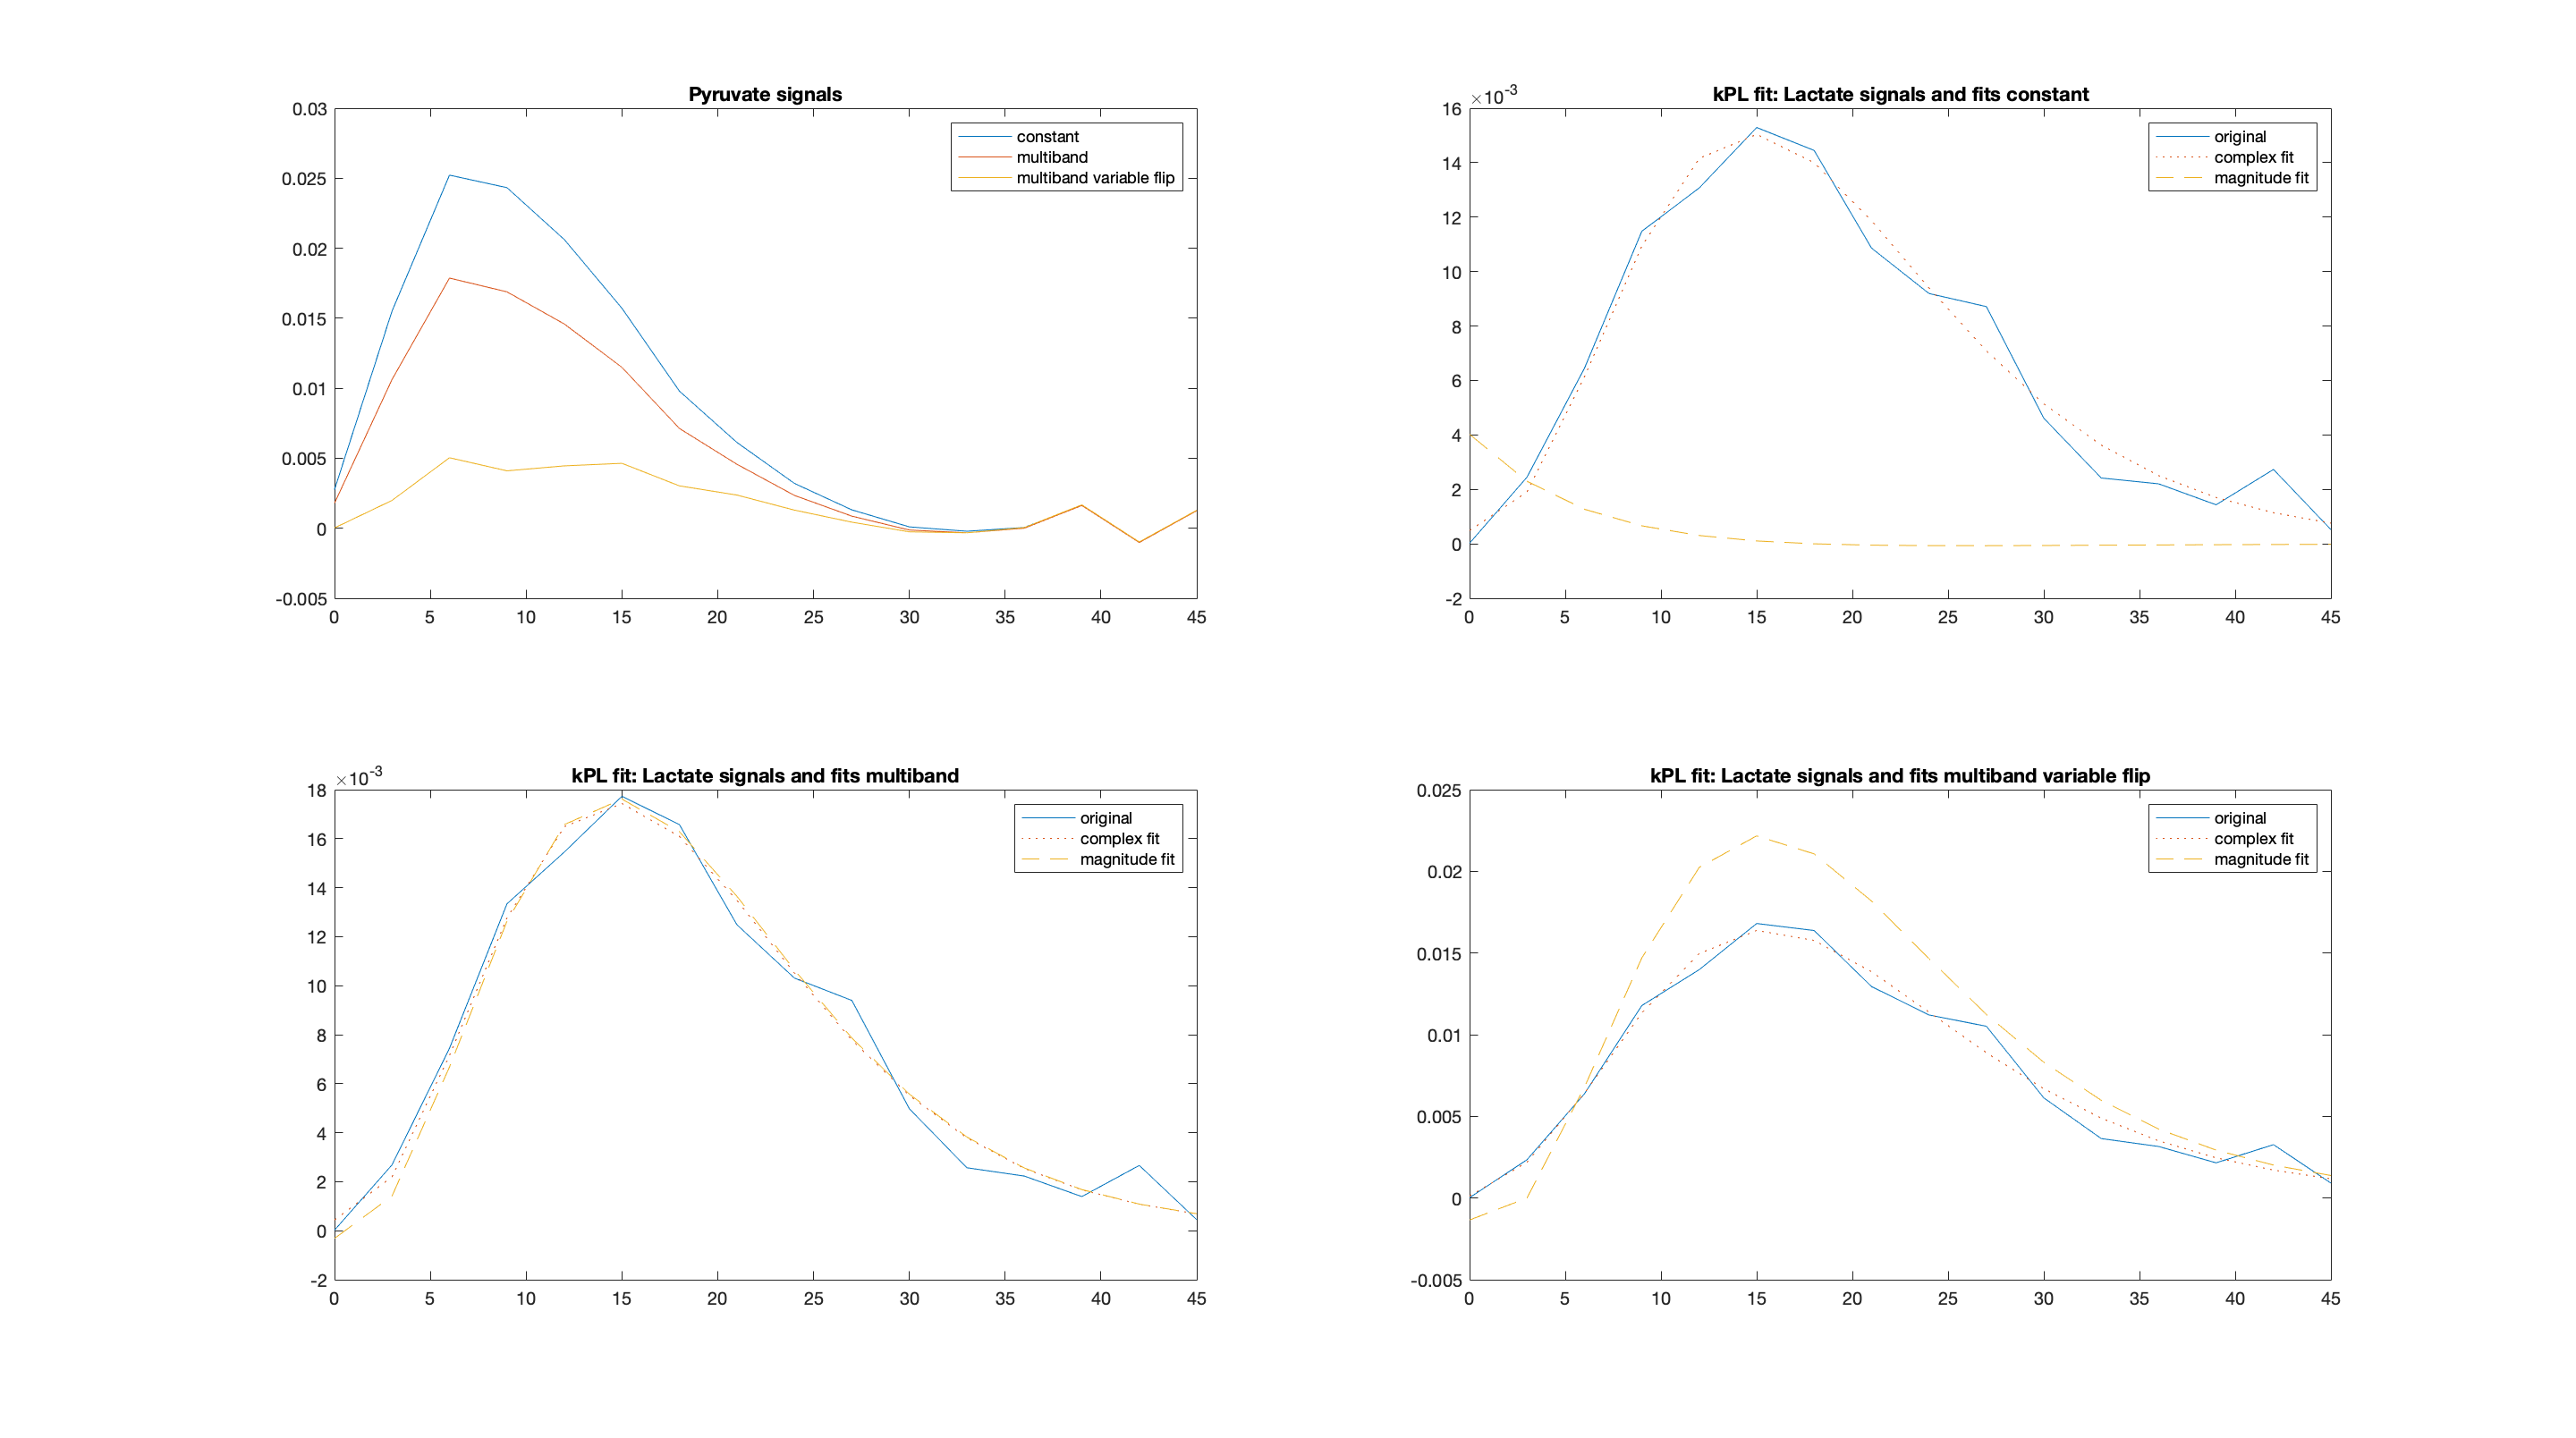 Pyruvate signals
0.03
0.025
0.02
0.015
0.01
0.005
0
-0.005
0 5 10 15 20 25 30 35 40 45
constant
multiband
multiband variable flip
kPL fit: Lactate signals and fits constant
×10-3
16
14
12
10
8
6
4
2
0
-2
0 5 10 15 20 25 30 35 40 45
original
complex fit
magnitude fit
kPL fit: Lactate signals and fits multiband
×10-3
18
16
14
12
10
8
6
4
2
0
-2
0 5 10 15 20 25 30 35 40 45
original
complex fit
magnitude fit
kPL fit: Lactate signals and fits multiband variable flip
0.025
0.02
0.015
0.01
0.005
0
-0.005
0 5 10 15 20 25 30 35 40 45
original
complex fit
magnitude fit